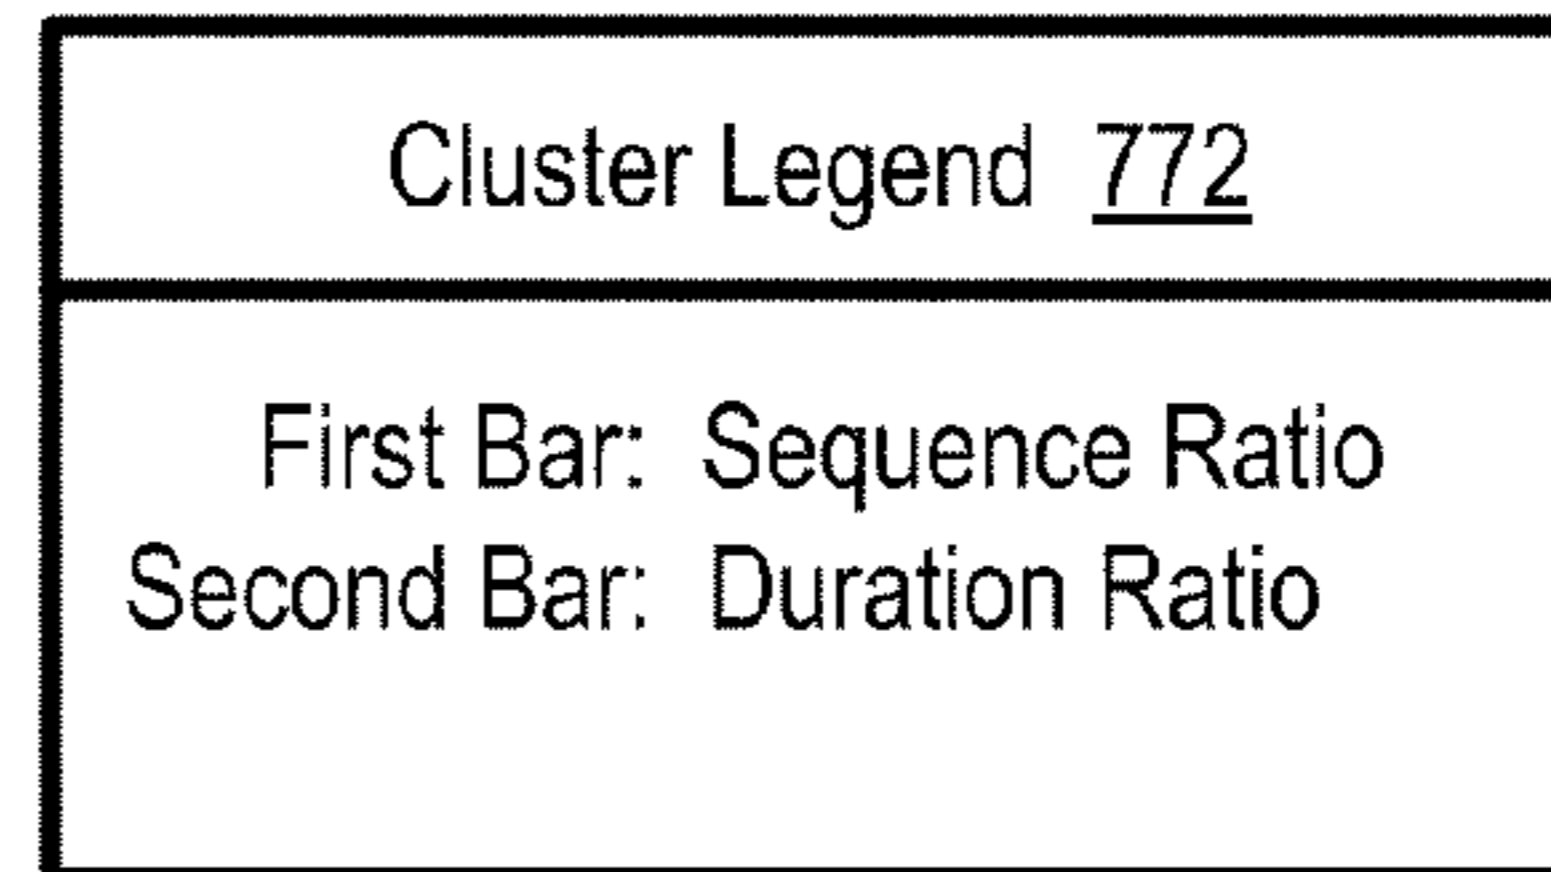 Cluster Legend 772
First Bar: Sequence Ratio
Second Bar: Duration Ratio